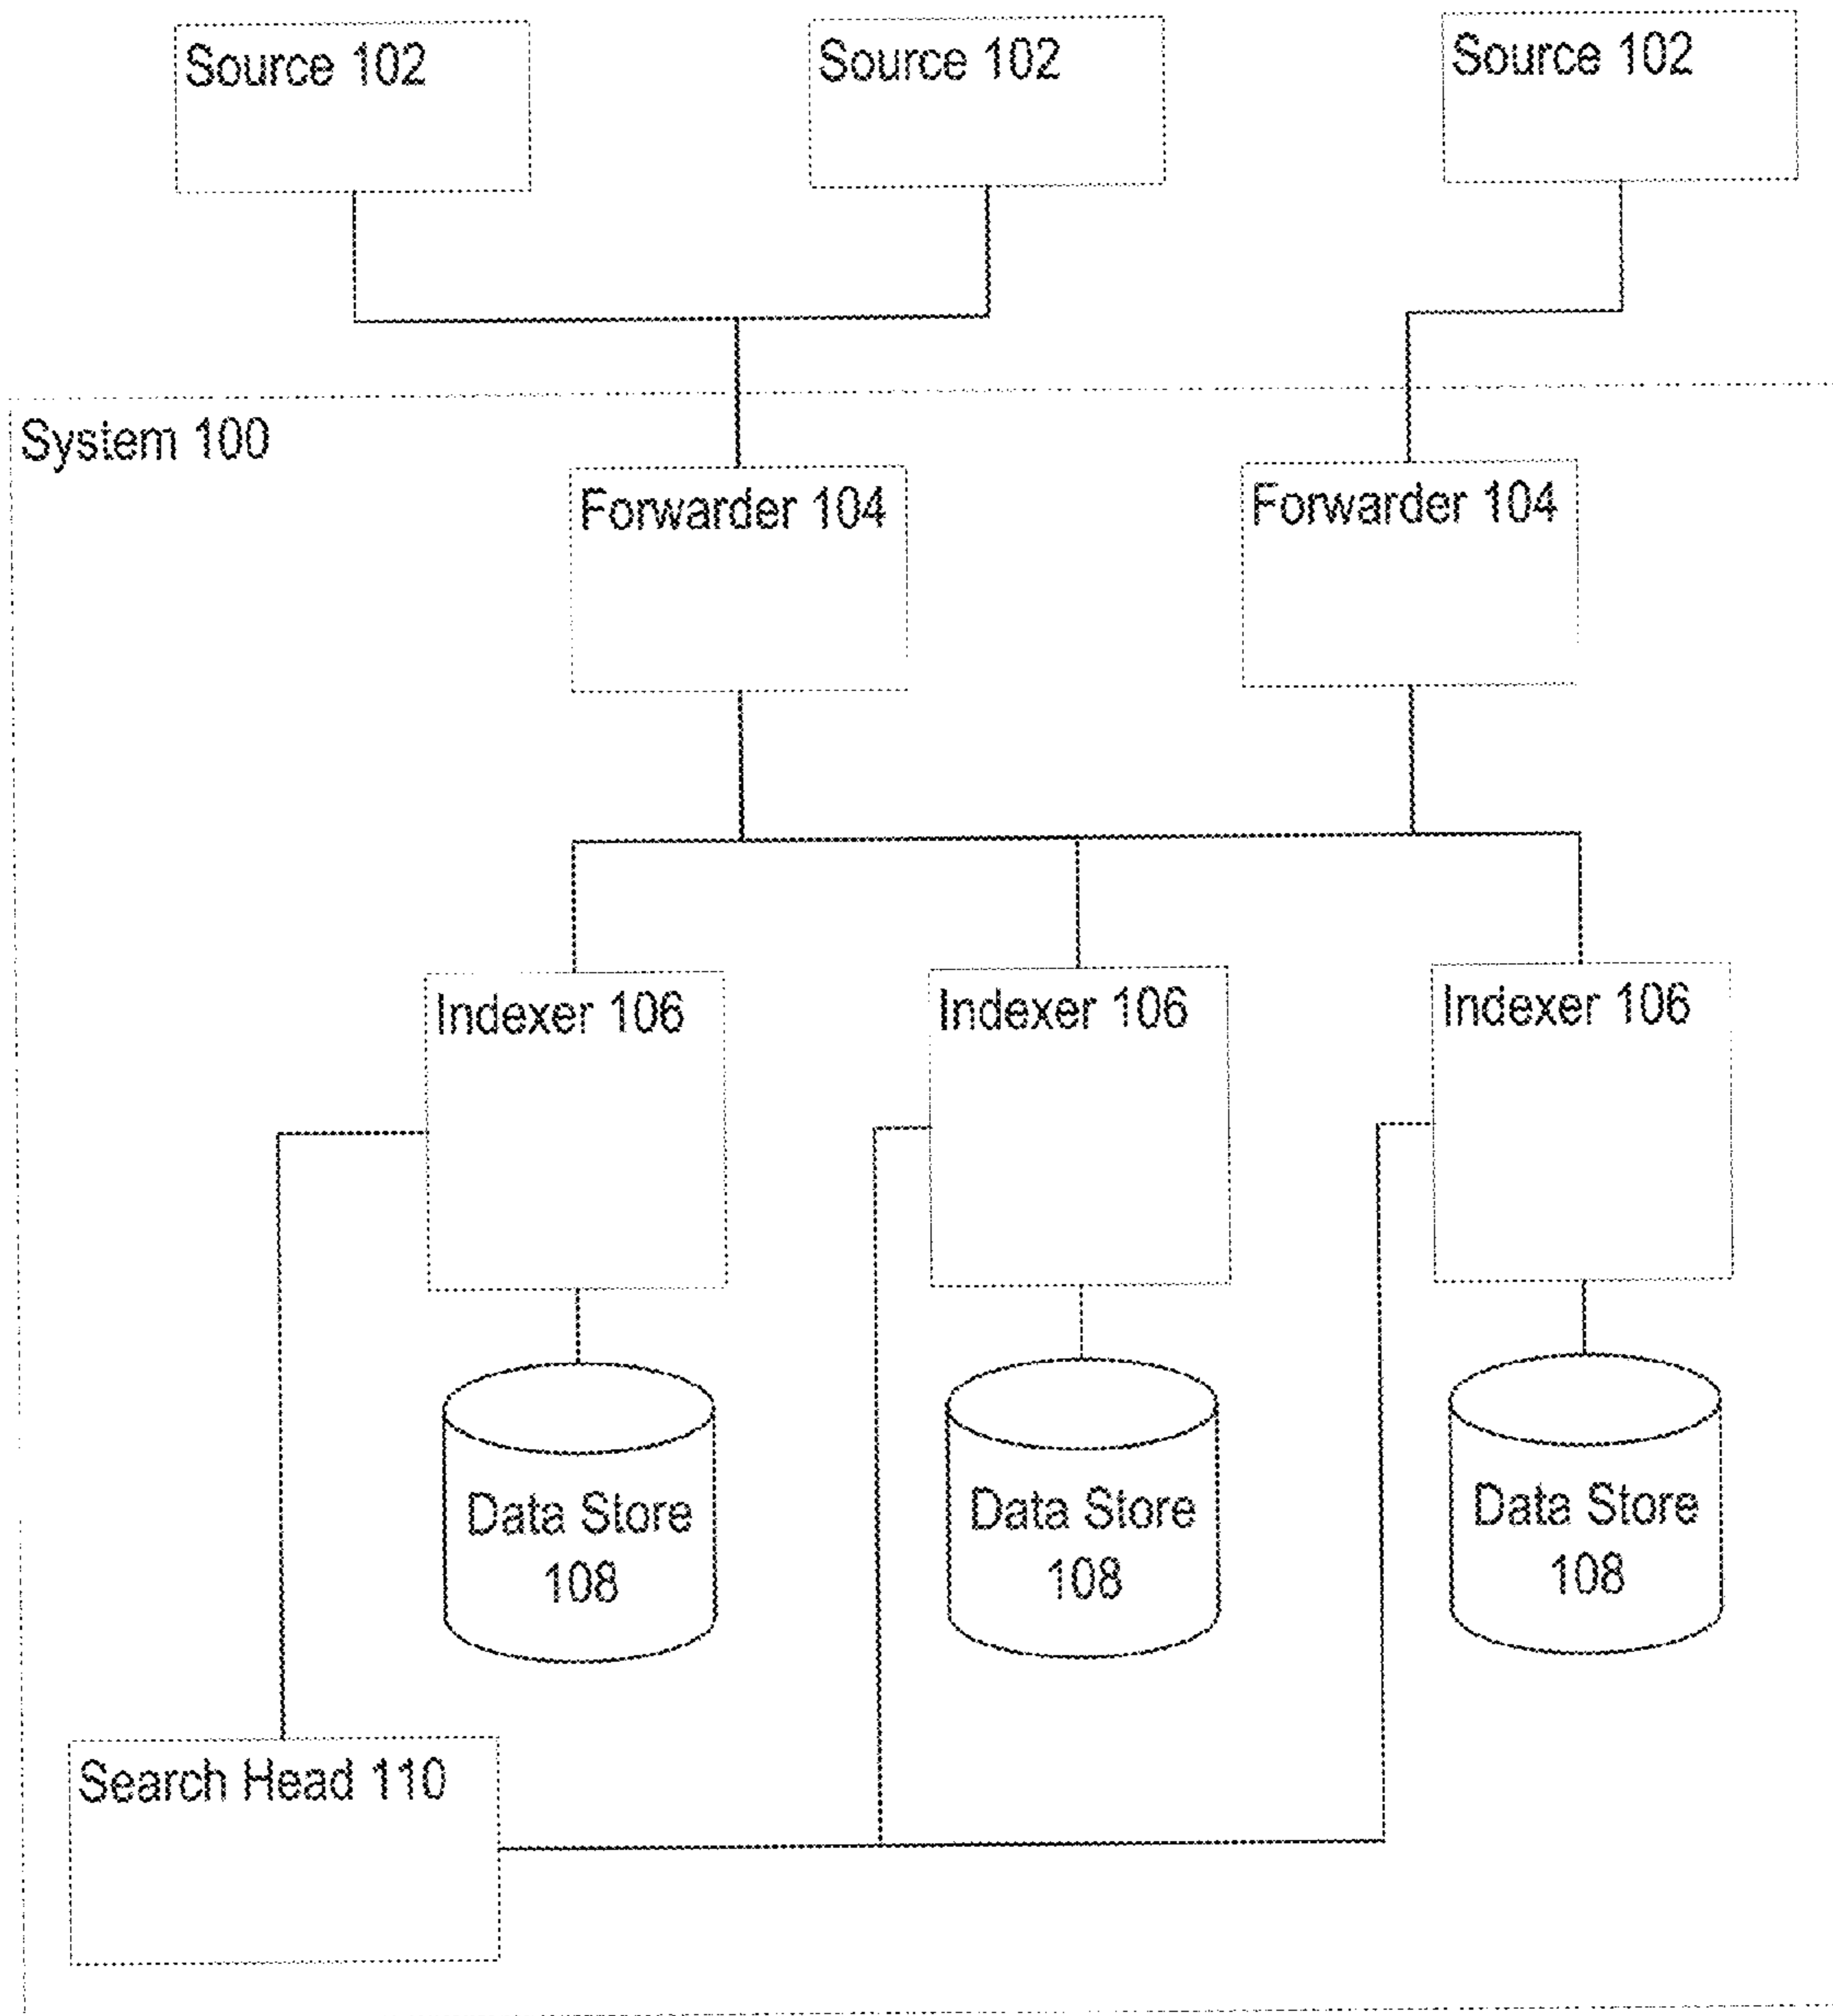 Source 102
Source 102
Source 102
System 100
Forwarder 104
Forwarder 104
Indexer 106
Indexer 106
Indexer 106
Data Store
108
Data Store
108
Data Store
108
Search Head 110